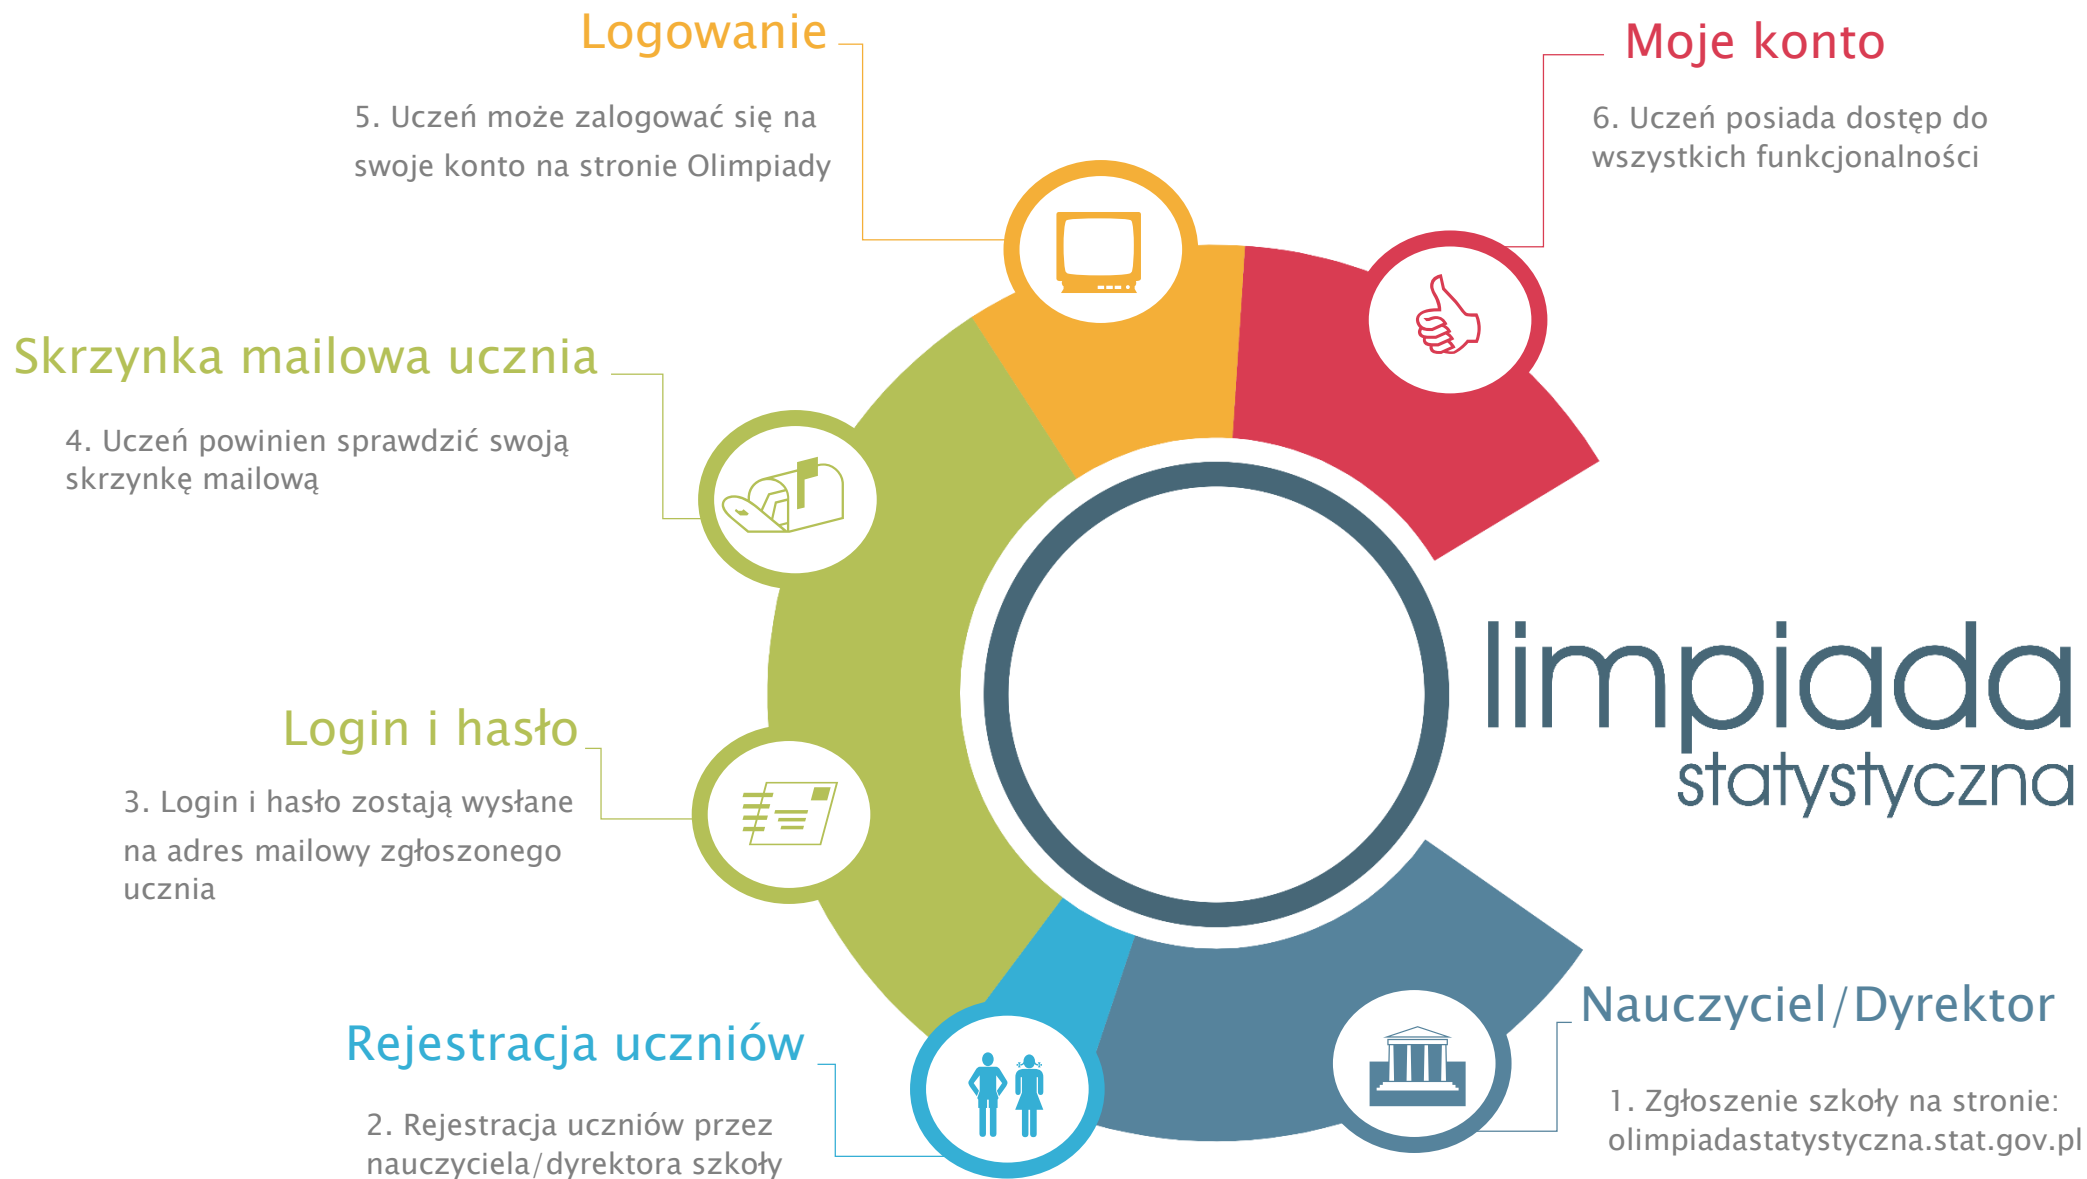 Logowanie
5. Uczeń może zalogować się na
swoje konto na stronie Olimpiady
Moje konto
6. Uczeń posiada dostęp do
wszystkich funkcjonalności
Skrzynka mailowa ucznia
4. Uczeń powinien sprawdzić swoją
skrzynkę mailową
Login i hasło
3. Login i hasło zostają wysłane
na adres mailowy zgłoszonego
ucznia
limpiada
statystyczna
Rejestracja uczniów
2. Rejestracja uczniów przez
nauczyciela/dyrektora szkoły
Nauczyciel/Dyrektor
1. Zgłoszenie szkoły na stronie:
olimpiadastatystyczna.stat.gov.pl